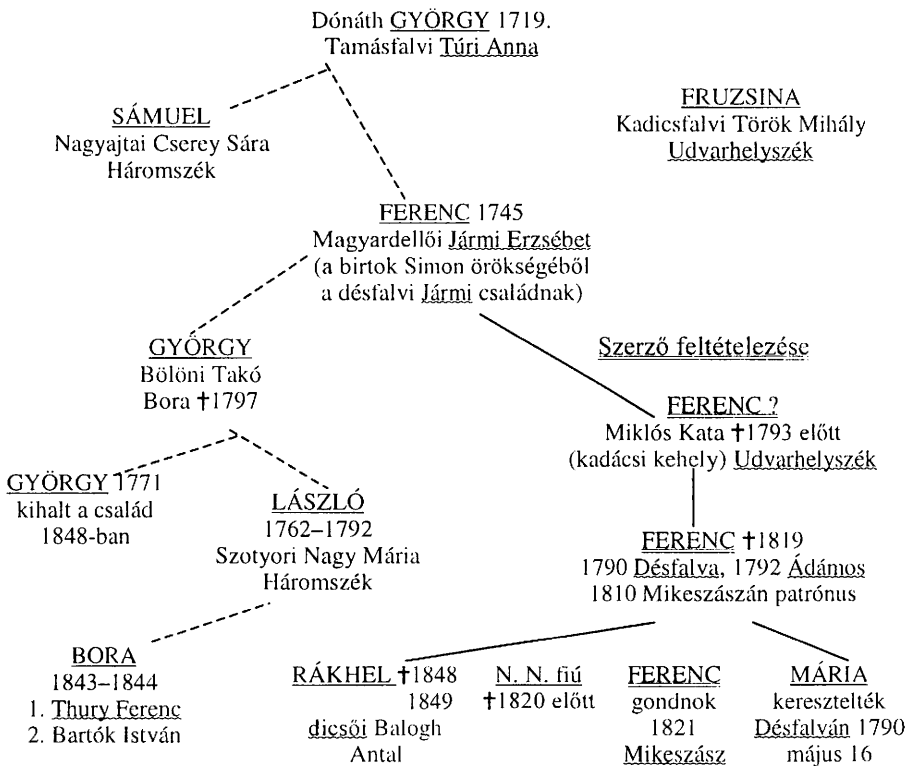 Dónáth GYÖRGY 1719.
Tamásfalvi Túri Anna
SÁMUEL
Nagyajtai Cserey Sára
Háromszék
FRUZSINA
Kadicsfalvi Török Mihály
Udvarhelyszék
FERENC 1745
Magyardellői Jármi Erzsébet
(a birtok Simon örökségéből
a désfalvi Jármi családnak)
GYÖRGY
Bölöni Takó
Bora †1797
Szerző feltételezése
FERENC ?
Miklós Kata †1793 előtt
(kadácsi kehely) Udvarhelyszék
GYÖRGY 1771
kihalt a család
1848-ban
LÁSZLÓ
1762–1792
Szotyori Nagy Mária
Háromszék
FERENC †1819
1790 Désfalva, 1792 Ádámos
1810 Mikeszászán patrónus
BORA
1843–1844
1. Thury Ferenc
2. Bartók István
RÁKHEL †1848
1849
dicsői Balogh
Antal
N. N. fiú
†1820 előtt
FERENC
gondnok
1821
Mikeszász
MÁRIA
keresztelték
Désfalván 1790
május 16